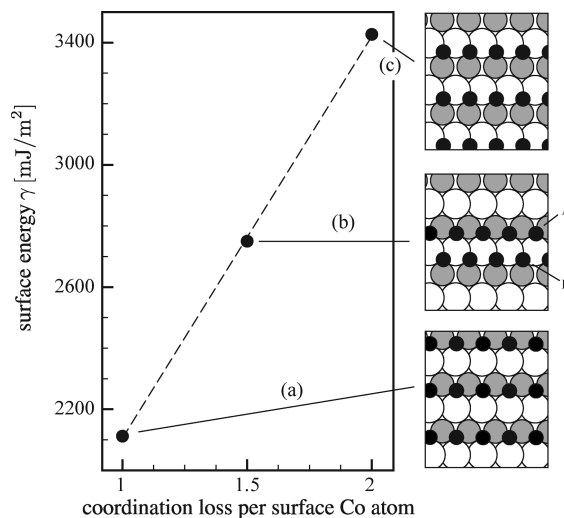 3400
(c)
3000
surface energy γ [mJ/m²]
(b)
2600
(a)
2200
1
1.5
2
coordination loss per surface Co atom